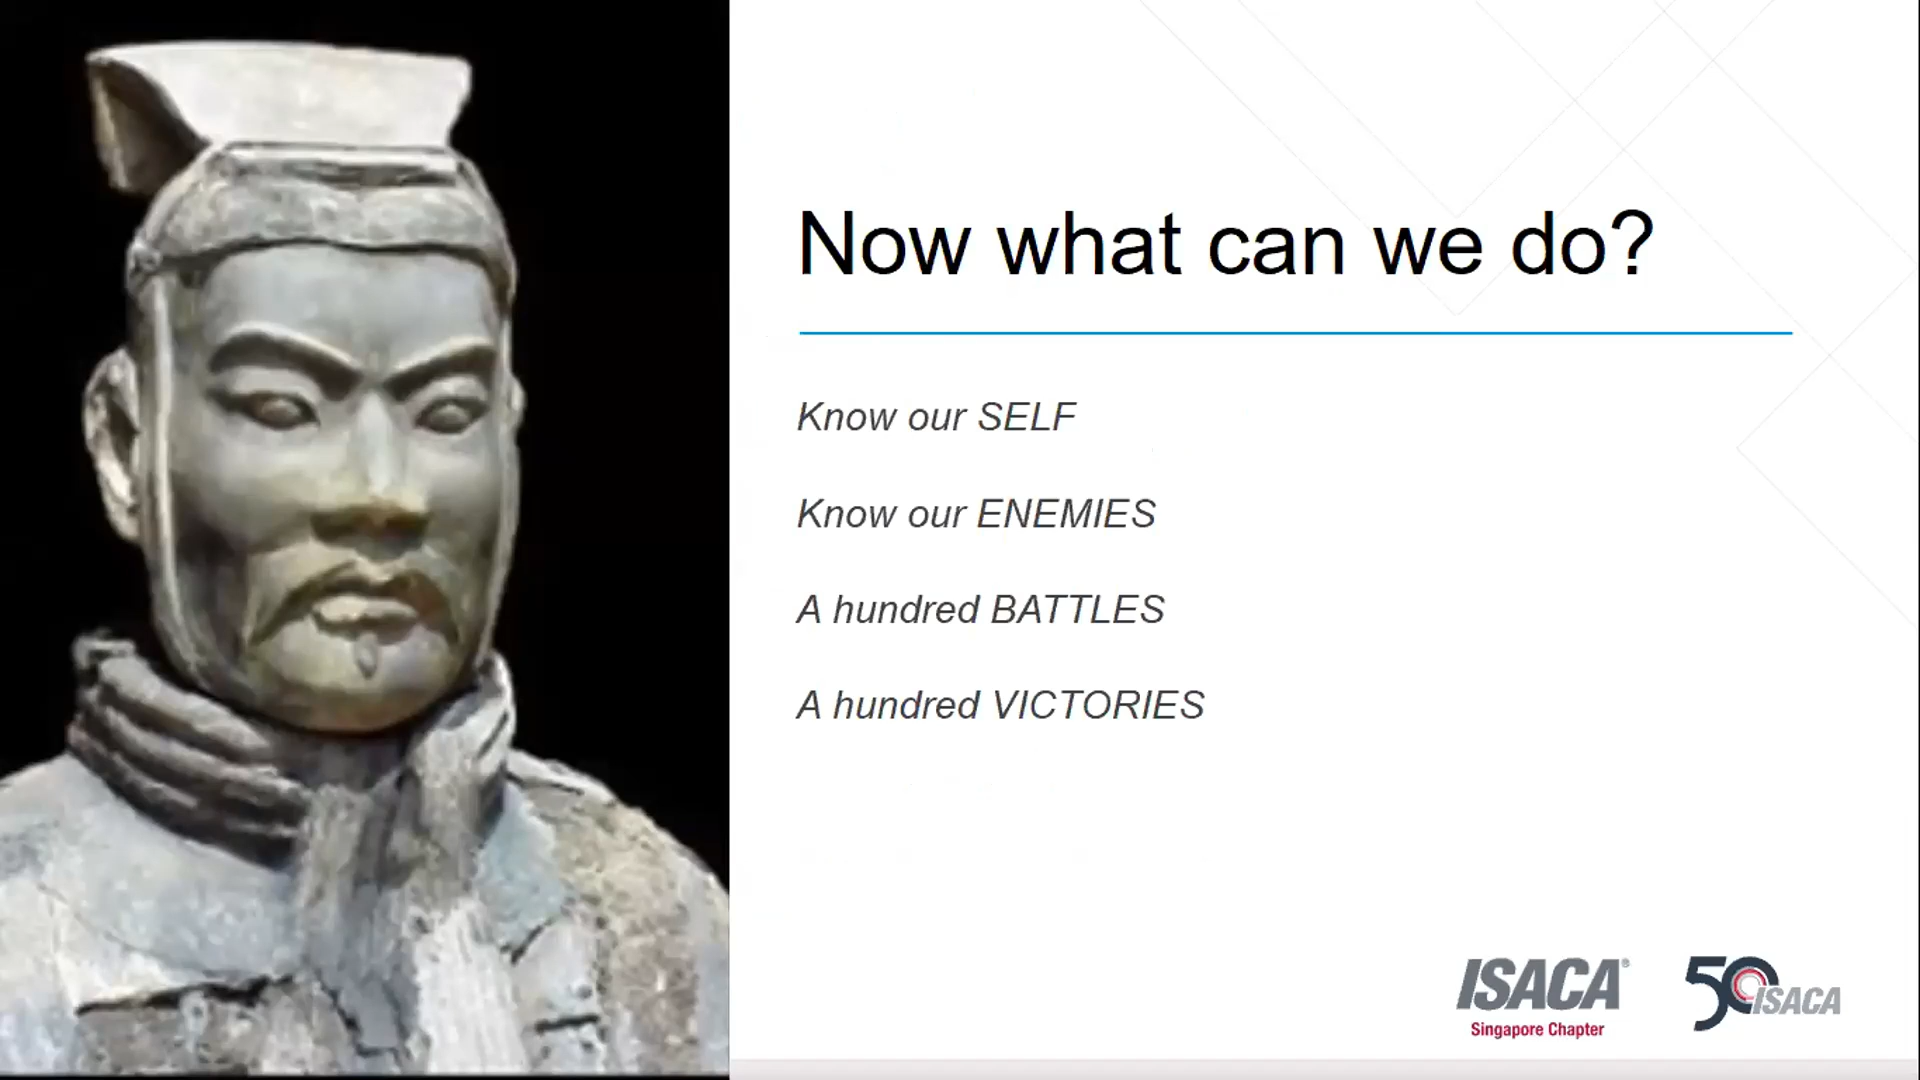 Now what can we do?
Know our SELF
Know our ENEMIES
A hundred BATTLES
A hundred VICTORIES
ISACA®
Singapore Chapter
50 ISACA